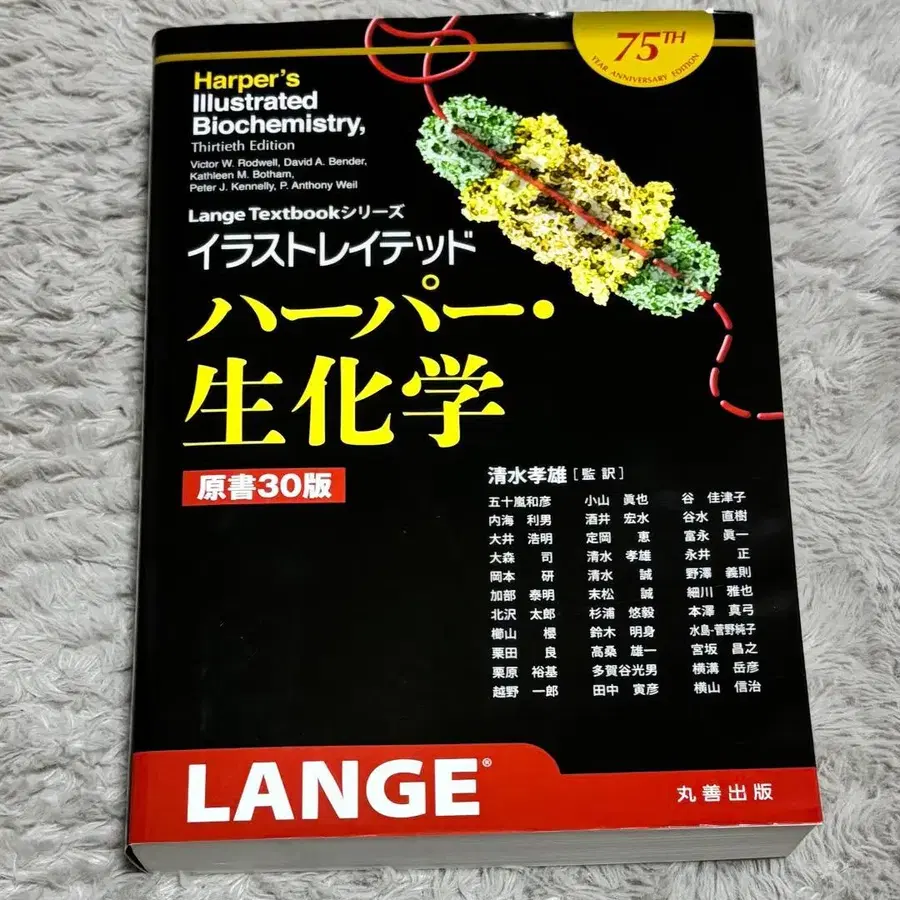 75TH
YEAR ANNIVERSARY EDITION
Harper's
Illustrated
Biochemistry,
Thirtieth Edition
Victor W. Rodwell, David A. Bender,
Kathleen M. Botham,
Peter J. Kennelly, P. Anthony Weil
Lange Textbookシリーズ
イラストレイテッド
ハーパー・
生化学
原書30版
清水孝雄[監訳]
五十嵐和彦 小山 眞也 谷 佳津子
内海 利男 酒井 宏水 谷水 直樹
大井 浩明 定岡 恵 富永 眞一
大森 司 清水 孝雄 永井 正
岡本 研 清水 誠 野澤 義則
加部 泰明 末松 誠 細川 雅也
北沢 太郎 杉浦 悠毅 本澤 真弓
櫛山 櫻 鈴木 明身 水島-菅野純子
栗田 良 高桑 雄一 宮坂 昌之
栗原 裕基 多賀谷光男 横溝 岳彦
越野 一郎 田中 寅彦 横山 信治
LANGE®
丸善出版